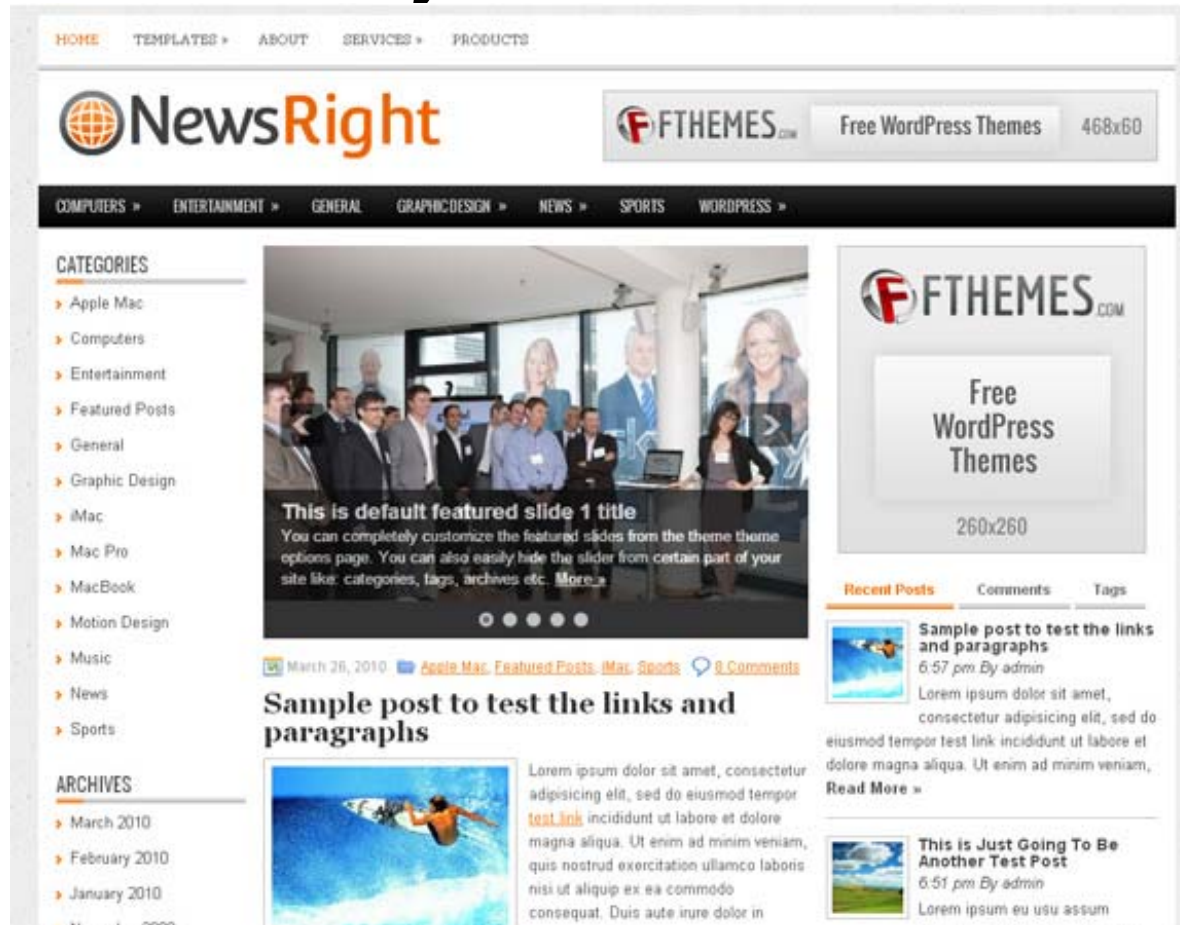 HOME TEMPLATES » ABOUT SERVICES » PRODUCTS
NewsRight
FTHEMES.COM Free WordPress Themes 468x60
COMPUTERS » ENTERTAINMENT » GENERAL GRAPHIC DESIGN » NEWS » SPORTS WORDPRESS »
CATEGORIES
Apple Mac
Computers
Entertainment
Featured Posts
General
Graphic Design
iMac
Mac Pro
MacBook
Motion Design
Music
News
Sports
ARCHIVES
March 2010
February 2010
January 2010
This is default featured slide 1 title
You can completely customize the featured slides from the theme theme
options page. You can also easily hide the slider from certain part of your
site like: categories, tags, archives etc. More »
March 26, 2010 Apple Mac, Featured Posts, iMac, Sports 8 Comments
Sample post to test the links and
paragraphs
Lorem ipsum dolor sit amet, consectetur
adipisicing elit, sed do eiusmod tempor
test link incididunt ut labore et dolore
magna aliqua. Ut enim ad minim veniam,
quis nostrud exercitation ullamco laboris
nisi ut aliquip ex ea commodo
consequat. Duis aute irure dolor in
FTHEMES.COM
Free
WordPress
Themes
260x260
Recent Posts Comments Tags
Sample post to test the links
and paragraphs
6:57 pm By admin
Lorem ipsum dolor sit amet,
consectetur adipisicing elit, sed do
eiusmod tempor test link incididunt ut labore et
dolore magna aliqua. Ut enim ad minim veniam,
Read More »
This is Just Going To Be
Another Test Post
6:51 pm By admin
Lorem ipsum eu usu assum